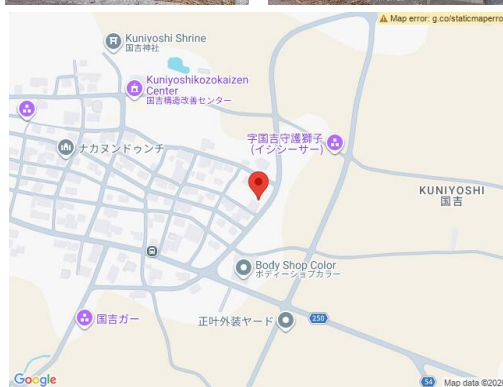 Map error: g.co/staticmaperro
Kuniyoshi Shrine
国吉神社
Kuniyoshikozokaizen
Center
国吉構造改善センター
字国吉守護獅子
(イシシーサー)
ナカヌンドゥンチ
KUNIYOSHI
国吉
Body Shop Color
ボディーショップカラー
国吉ガー
正叶外装ヤード
250
54
Google
Map data ©202